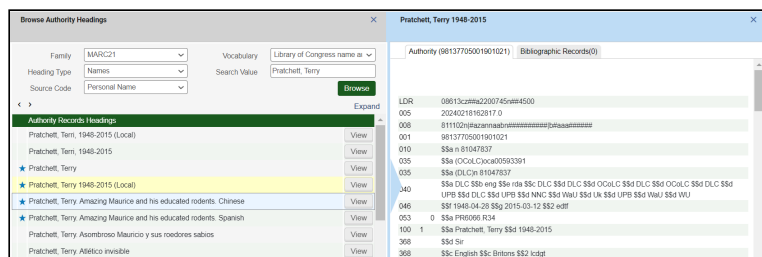 Browse Authority Headings
Family MARC21 Vocabulary Library of Congress name a
Heading Type Names Search Value Pratchett, Terry
Source Code Personal Name Browse
< > Expand
Authority Records Headings
Pratchett, Terri, 1948-2015 (Local) View
Pratchett, Terri, 1948-2015 View
★ Pratchett, Terry View
★ Pratchett, Terry 1948-2015 (Local) View
★ Pratchett, Terry. Amazing Maurice and his educated rodents. Chinese View
★ Pratchett, Terry. Amazing Maurice and his educated rodents. Spanish View
Pratchett, Terry. Asombroso Mauricio y sus roedores sabios View
Pratchett, Terry. Atlético invisible View
Pratchett, Terry 1948-2015
Authority (98137705001901021) Bibliographic Records(0)
LDR 08613cz##a2200745n##4500
005 20240218162817.0
008 811102n|#azannaabn##########|b#aaa######
001 98137705001901021
010 $$a n 81047837
035 $$a (OCoLC)oca00593391
035 $$a (DLC)n 81047837
040 $$a DLC $$b eng $$e rda $$c DLC $$d DLC $$d OCoLC $$d DLC $$d OCoLC $$d DLC $$d
UPB $$d DLC $$d UPB $$d NNC $$d WaU $$d Uk $$d UPB $$d WaU $$d WU
046 $$f 1948-04-28 $$g 2015-03-12 $$2 edtf
053 0 $$a PR6066.R34
100 1 $$a Pratchett, Terry $$d 1948-2015
368 $$d Sir
368 $$c English $$c Britons $$2 lcdgt